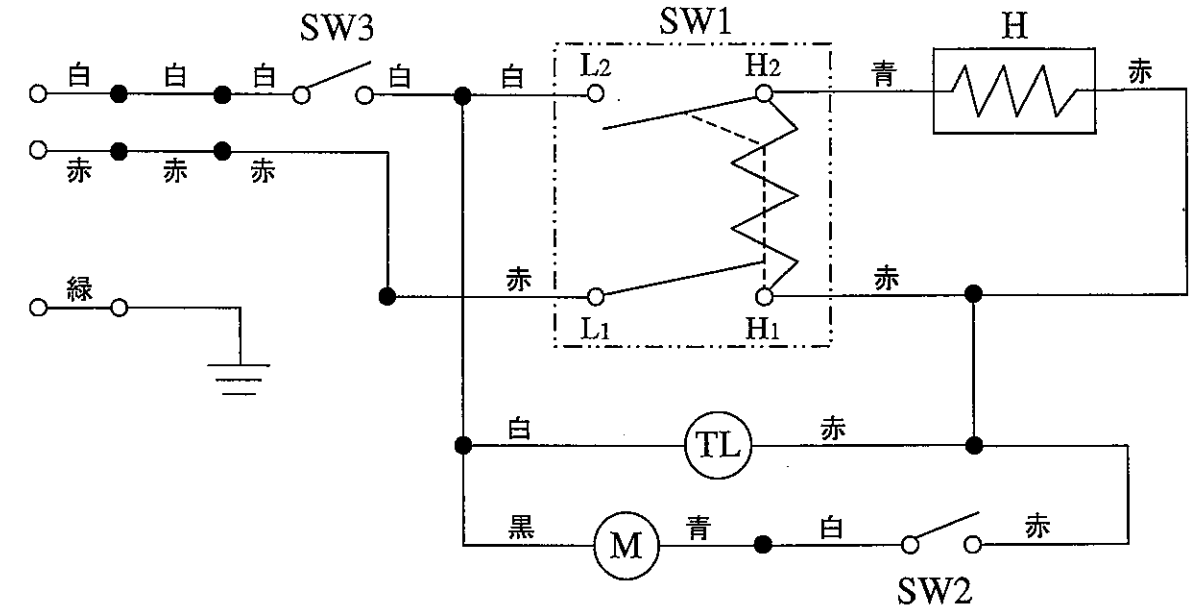 SW3
SW1
H
白 白 白 白 白 L2 H2 青 赤
赤 赤 赤
緑
赤 L1 H1 赤
白 TL 赤
黒 M 青 白 赤
SW2